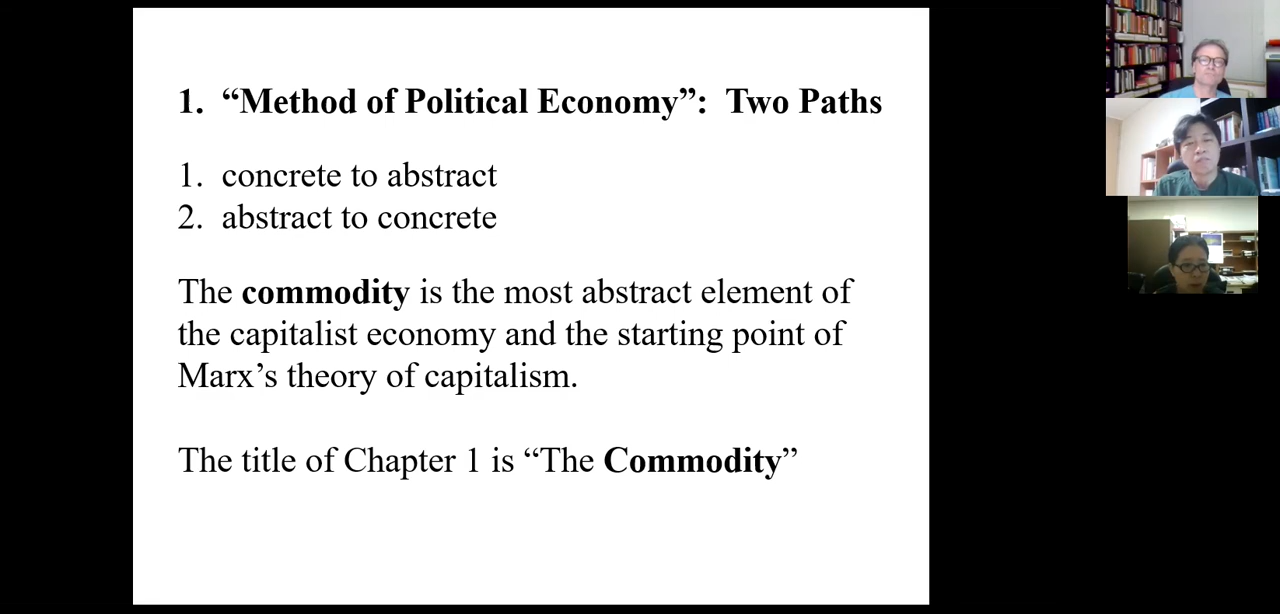 1. “Method of Political Economy”: Two Paths
1. concrete to abstract
2. abstract to concrete
The commodity is the most abstract element of
the capitalist economy and the starting point of
Marx’s theory of capitalism.
The title of Chapter 1 is “The Commodity”